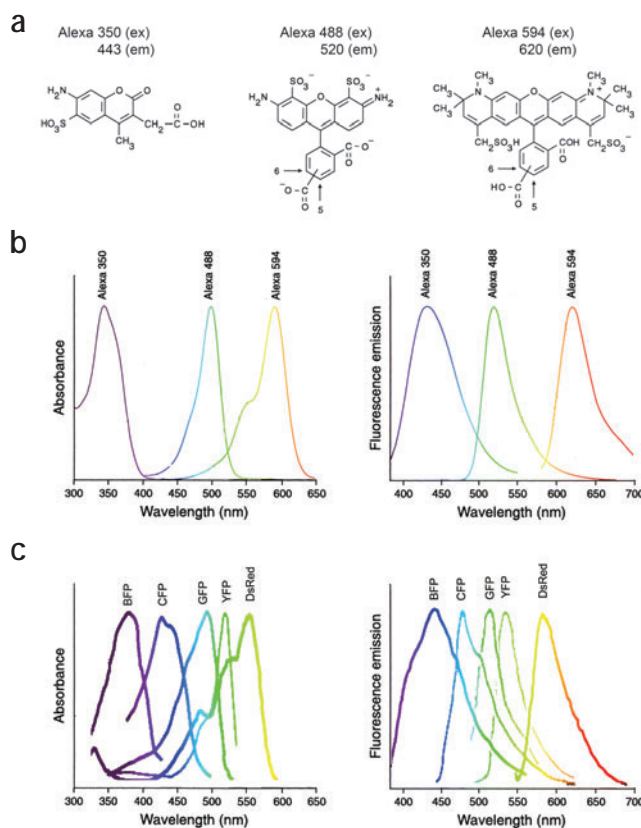 a
Alexa 350 (ex) Alexa 488 (ex) Alexa 594 (ex)
443 (em) 520 (em) 620 (em)
H₂N O O
HO₃S CH₂ C OH
CH₃ O
SO₃⁻ SO₃⁻
H₂N O NH₂ +
C O⁻
O
6
⁻O C
O
5
CH₃ CH₃
H₃C N O N + CH₃
H₃C CH₃
CH₂SO₃H CH₂SO₃⁻
COH
O
6
HO C
O
5
b
Alexa 350 Alexa 488 Alexa 594
Absorbance
300 350 400 450 500 550 600 650
Wavelength (nm)
Alexa 350 Alexa 488 Alexa 594
Fluorescence emission
400 450 500 550 600 650 700
Wavelength (nm)
c
BFP CFP GFP YFP DsRed
Absorbance
300 350 400 450 500 550 600 650
Wavelength (nm)
BFP CFP GFP YFP DsRed
Fluorescence emission
400 450 500 550 600 650 700
Wavelength (nm)